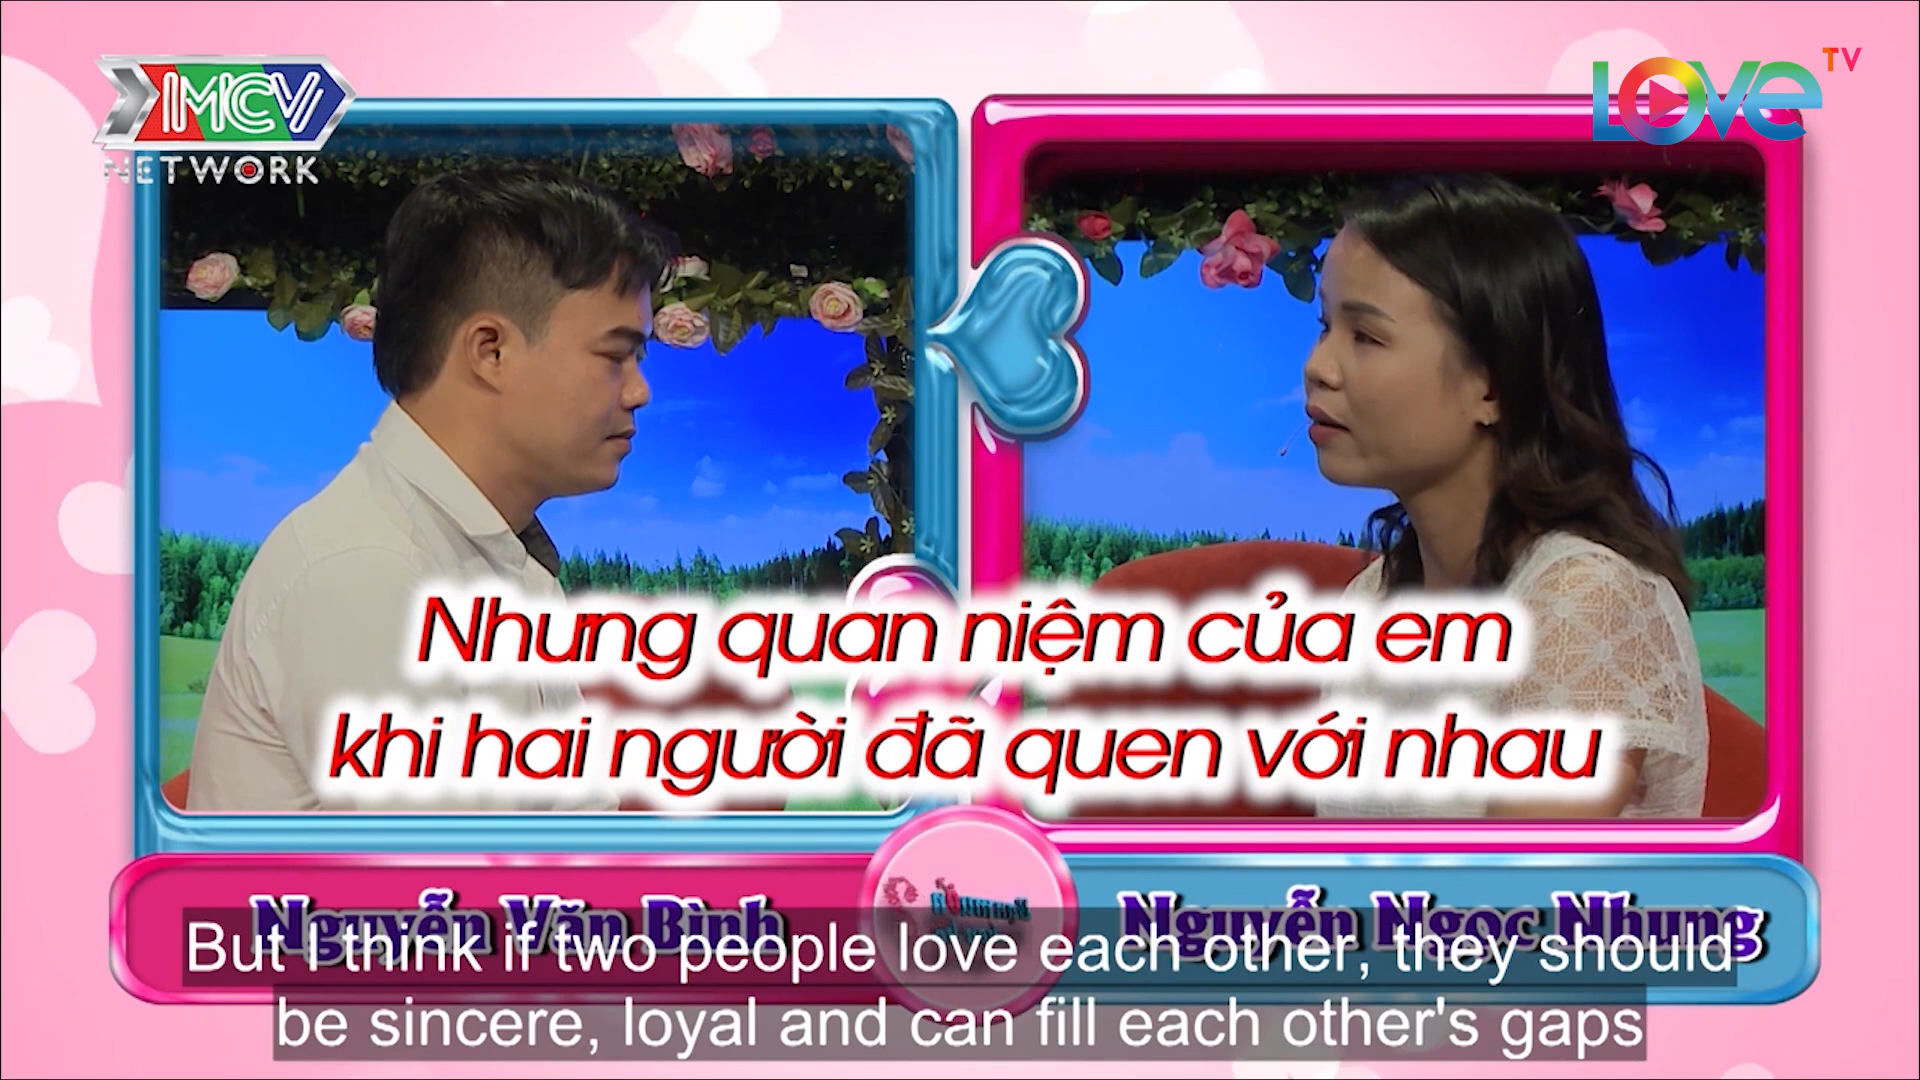 MCV
NETWORK
LOVE TV
Nhưng quan niệm của em
khi hai người đã quen với nhau
Nguyễn Văn Bình
Nguyễn Ngọc Nhung
But I think if two people love each other, they should
be sincere, loyal and can fill each other's gaps